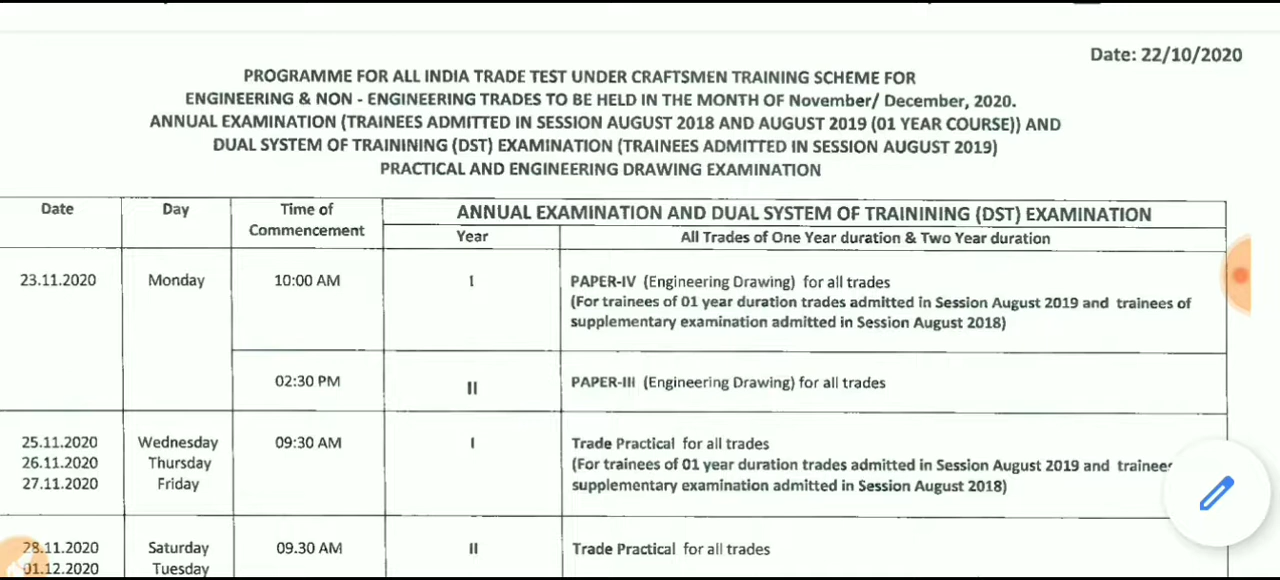 Date: 22/10/2020
PROGRAMME FOR ALL INDIA TRADE TEST UNDER CRAFTSMEN TRAINING SCHEME FOR
ENGINEERING & NON - ENGINEERING TRADES TO BE HELD IN THE MONTH OF November/ December, 2020.
ANNUAL EXAMINATION (TRAINEES ADMITTED IN SESSION AUGUST 2018 AND AUGUST 2019 (01 YEAR COURSE)) AND
DUAL SYSTEM OF TRAINIINING (DST) EXAMINATION (TRAINEES ADMITTED IN SESSION AUGUST 2019)
PRACTICAL AND ENGINEERING DRAWING EXAMINATION
Date Day Time of Commencement ANNUAL EXAMINATION AND DUAL SYSTEM OF TRAININING (DST) EXAMINATION
Year All Trades of One Year duration & Two Year duration
23.11.2020 Monday 10:00 AM I PAPER-IV (Engineering Drawing) for all trades
(For trainees of 01 year duration trades admitted in Session August 2019 and trainees of
supplementary examination admitted in Session August 2018)
02:30 PM II PAPER-III (Engineering Drawing) for all trades
25.11.2020 Wednesday 09:30 AM I Trade Practical for all trades
26.11.2020 Thursday (For trainees of 01 year duration trades admitted in Session August 2019 and trainees
27.11.2020 Friday supplementary examination admitted in Session August 2018)
28.11.2020 Saturday 09.30 AM II Trade Practical for all trades
01.12.2020 Tuesday